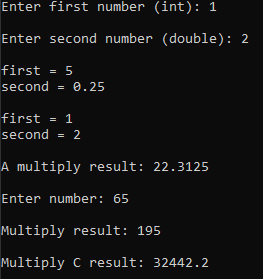 Enter first number (int): 1
Enter second number (double): 2
first = 5
second = 0.25
first = 1
second = 2
A multiply result: 22.3125
Enter number: 65
Multiply result: 195
Multiply C result: 32442.2